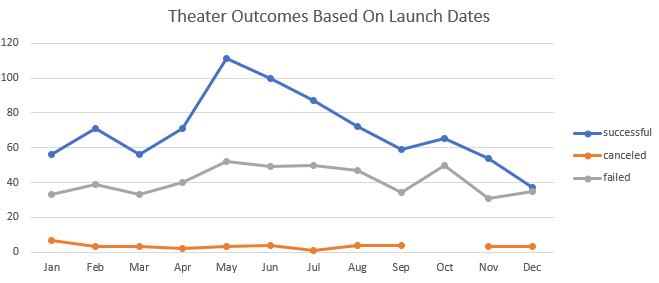 Theater Outcomes Based On Launch Dates
120
100
80
60
40
20
0
Jan Feb Mar Apr May Jun Jul Aug Sep Oct Nov Dec
successful
canceled
failed